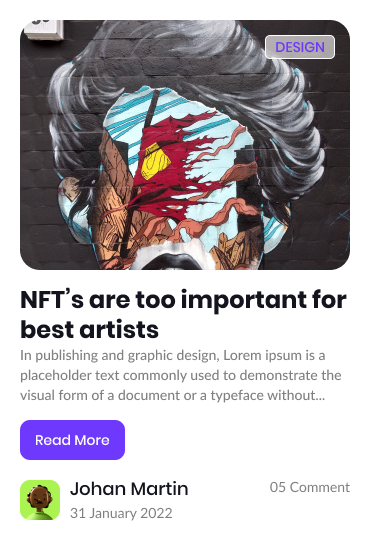 DESIGN
NFT’s are too important for
best artists
In publishing and graphic design, Lorem ipsum is a
placeholder text commonly used to demonstrate the
visual form of a document or a typeface without...
Read More
Johan Martin
05 Comment
31 January 2022